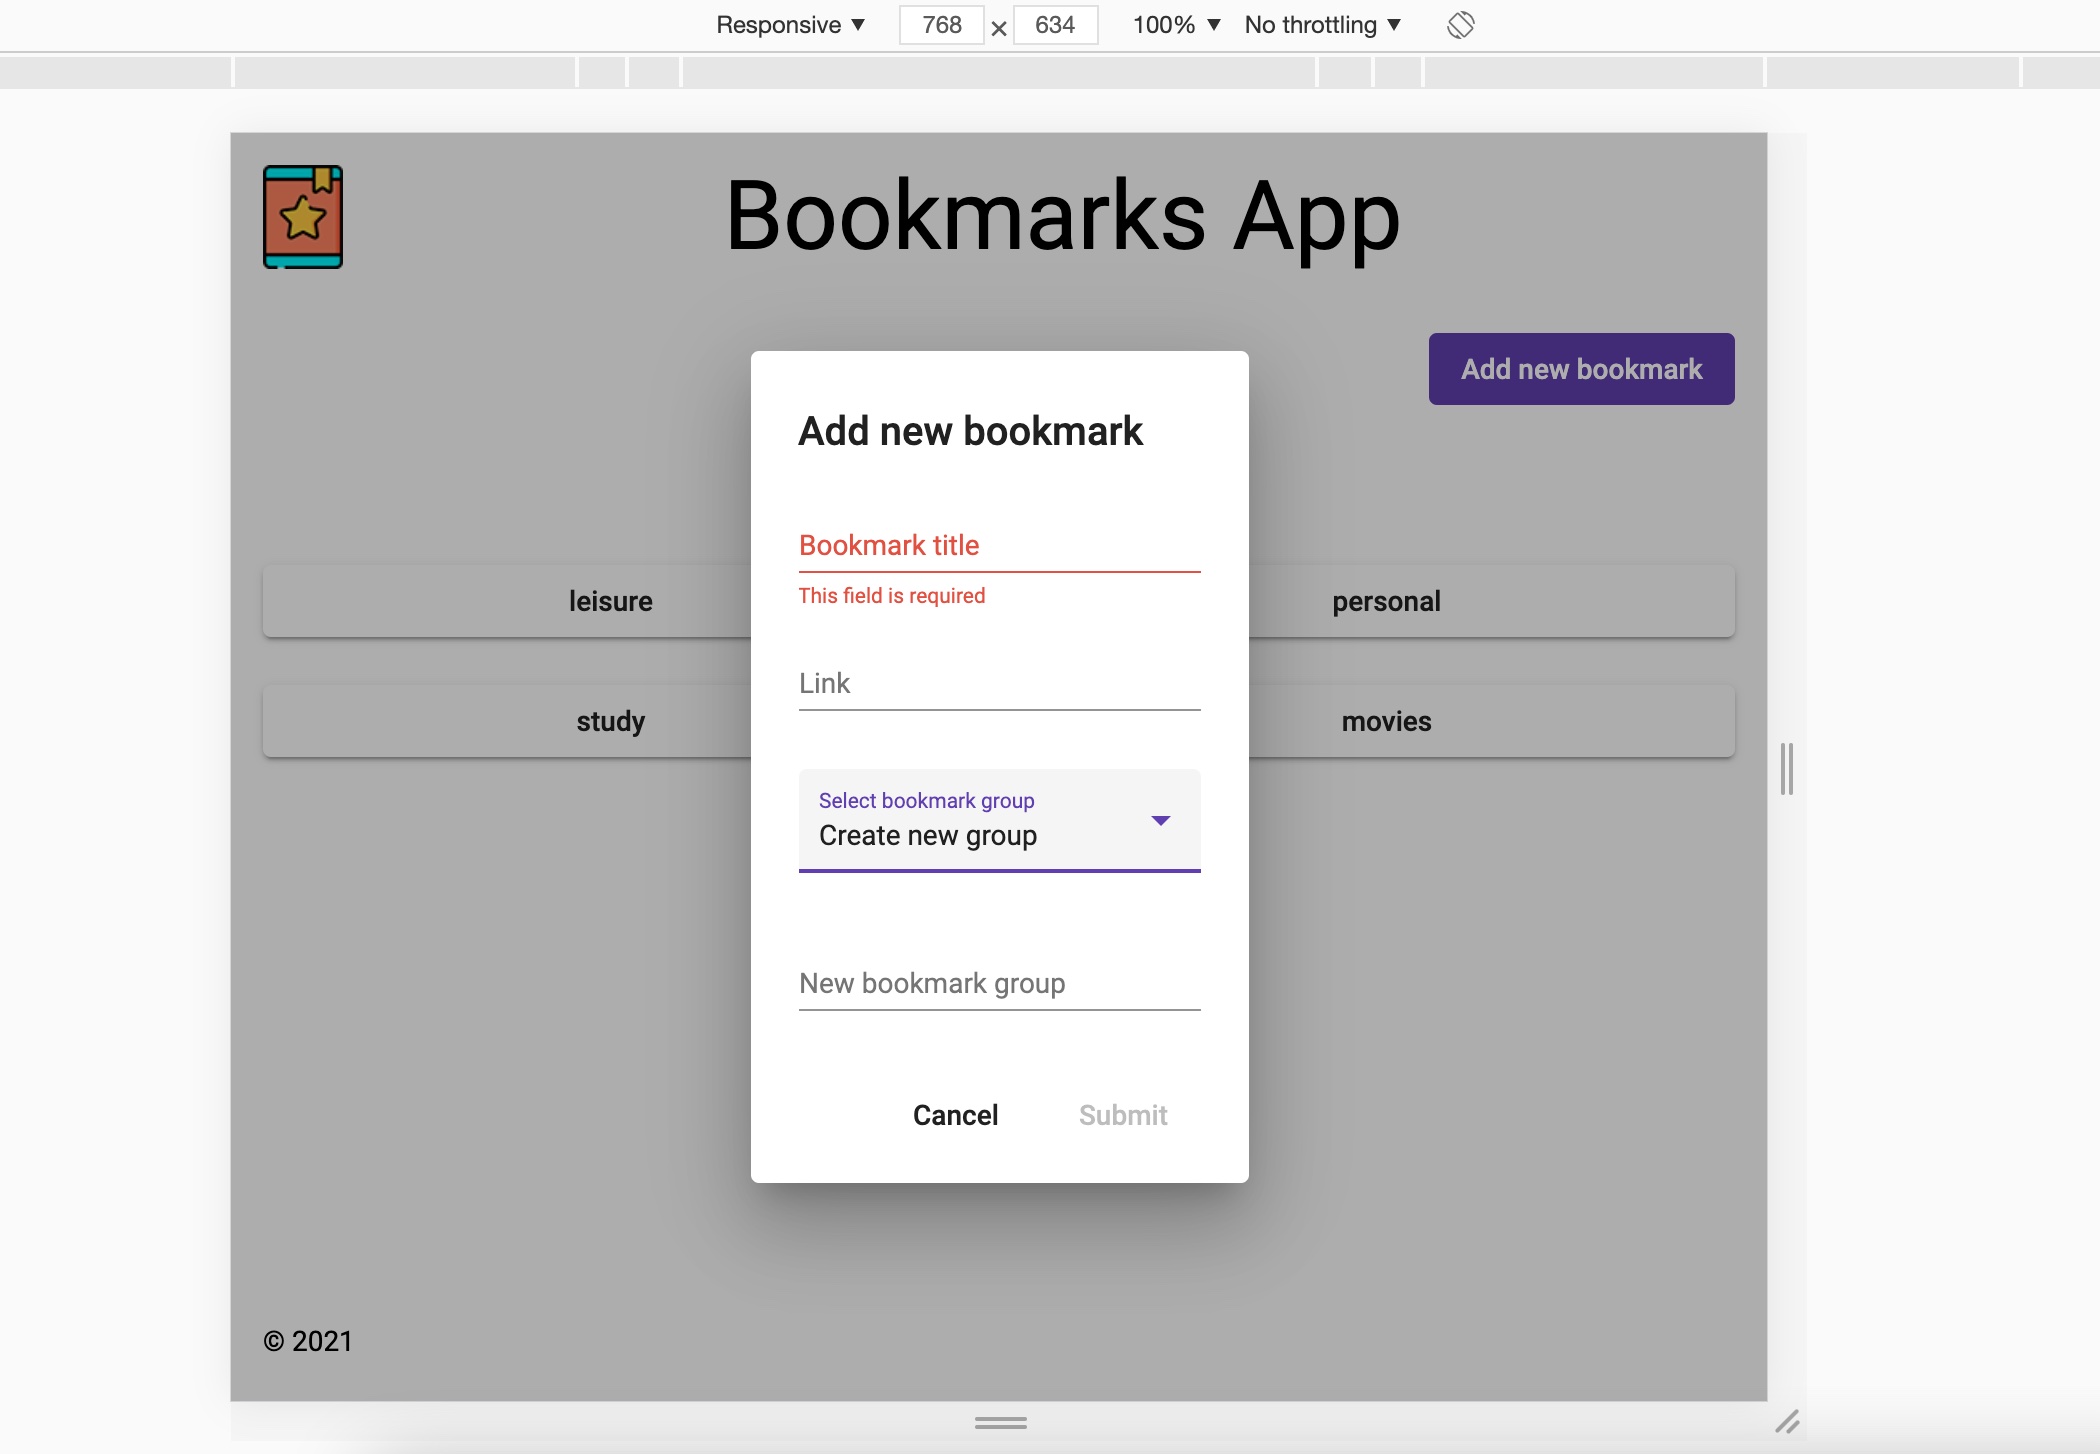 Responsive ▼ 768 × 634 100% ▼ No throttling ▼
Bookmarks App
Add new bookmark
Add new bookmark
Bookmark title
This field is required
leisure
personal
Link
study
movies
Select bookmark group
Create new group
New bookmark group
Cancel Submit
© 2021